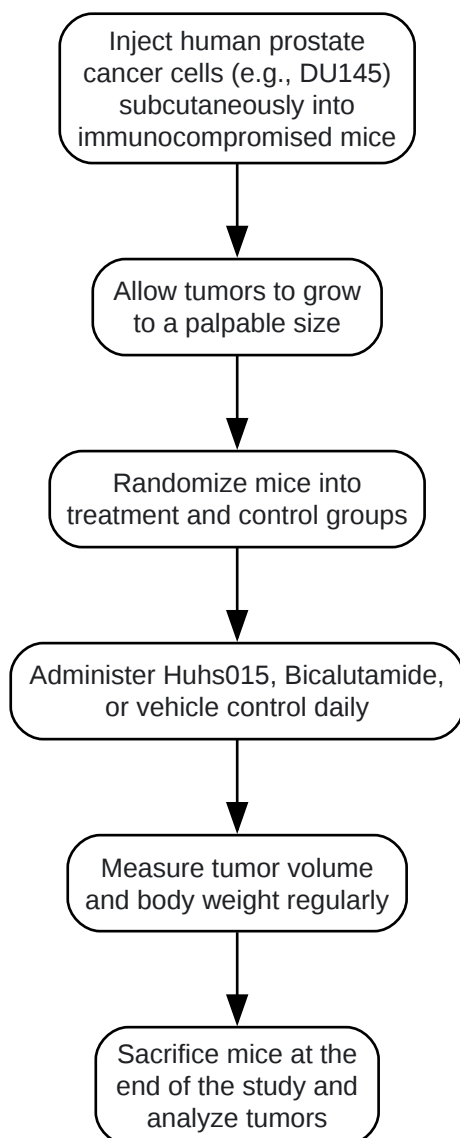 Inject human prostate
cancer cells (e.g., DU145)
subcutaneously into
immunocompromised mice
Allow tumors to grow
to a palpable size
Randomize mice into
treatment and control groups
Administer Huhs015, Bicalutamide,
or vehicle control daily
Measure tumor volume
and body weight regularly
Sacrifice mice at the
end of the study and
analyze tumors